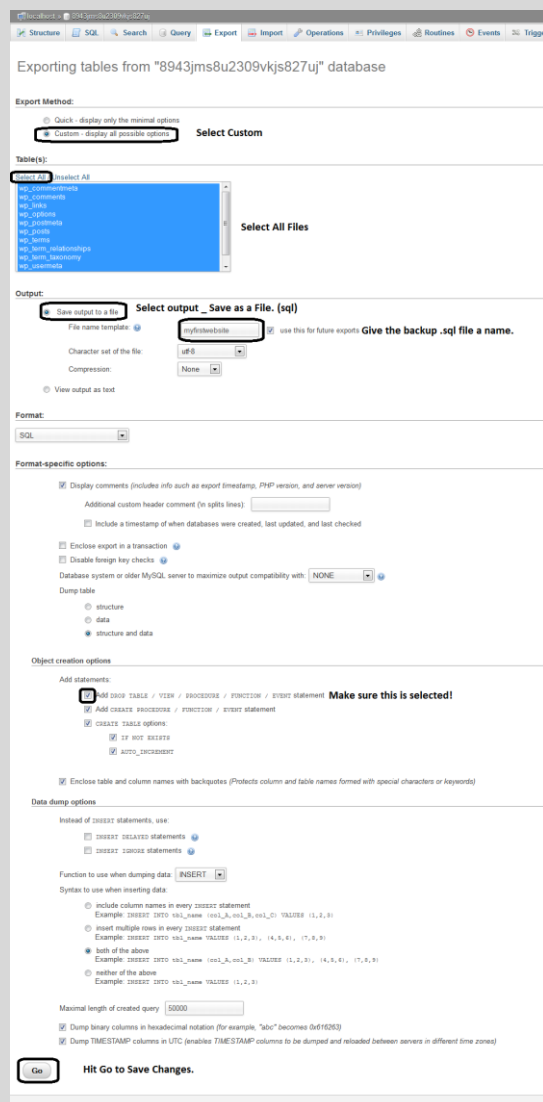 localhost » 8943jms8u2309vkjs827uj
Structure SQL Search Query Export Import Operations Privileges Routines Events Trigge
Exporting tables from "8943jms8u2309vkjs827uj" database
Export Method:
Quick - display only the minimal options
Custom - display all possible options Select Custom
Table(s):
Select All / Unselect All
wp_commentmeta
wp_comments
wp_links
wp_options
wp_postmeta
wp_posts
wp_terms
wp_term_relationships
wp_term_taxonomy
wp_usermeta
Select All Files
Output:
Save output to a file Select output _ Save as a File. (sql)
File name template: myfirstwebsite use this for future exports Give the backup .sql file a name.
Character set of the file: utf-8
Compression: None
View output as text
Format:
SQL
Format-specific options:
Display comments (includes info such as export timestamp, PHP version, and server version)
Additional custom header comment (\n splits lines):
Include a timestamp of when databases were created, last updated, and last checked
Enclose export in a transaction
Disable foreign key checks
Database system or older MySQL server to maximize output compatibility with: NONE
Dump table
structure
data
structure and data
Object creation options
Add statements:
Add DROP TABLE / VIEW / PROCEDURE / FUNCTION / EVENT statement Make sure this is selected!
Add CREATE PROCEDURE / FUNCTION / EVENT statement
CREATE TABLE options:
IF NOT EXISTS
AUTO_INCREMENT
Enclose table and column names with backquotes (Protects column and table names formed with special characters or keywords)
Data dump options
Instead of INSERT statements, use:
INSERT DELAYED statements
INSERT IGNORE statements
Function to use when dumping data: INSERT
Syntax to use when inserting data:
include column names in every INSERT statement
Example: INSERT INTO tbl_name (col_A,col_B,col_C) VALUES (1,2,3)
insert multiple rows in every INSERT statement
Example: INSERT INTO tbl_name VALUES (1,2,3), (4,5,6), (7,8,9)
both of the above
Example: INSERT INTO tbl_name (col_A,col_B) VALUES (1,2,3), (4,5,6), (7,8,9)
neither of the above
Example: INSERT INTO tbl_name VALUES (1,2,3)
Maximal length of created query 50000
Dump binary columns in hexadecimal notation (for example, "abc" becomes 0x616263)
Dump TIMESTAMP columns in UTC (enables TIMESTAMP columns to be dumped and reloaded between servers in different time zones)
Go Hit Go to Save Changes.